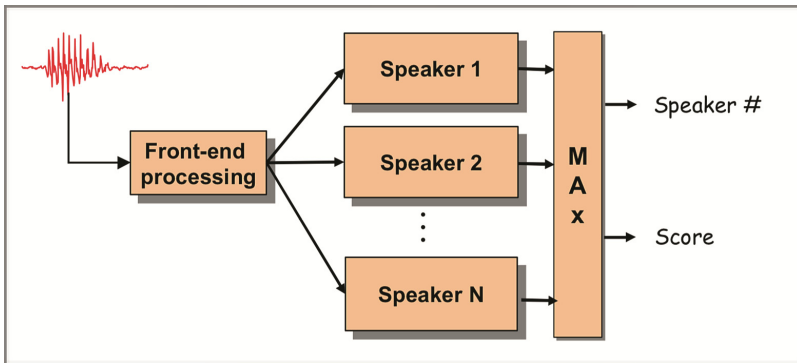 Front-end
processing
Speaker 1
Speaker 2
Speaker N
M
A
x
Speaker #
Score